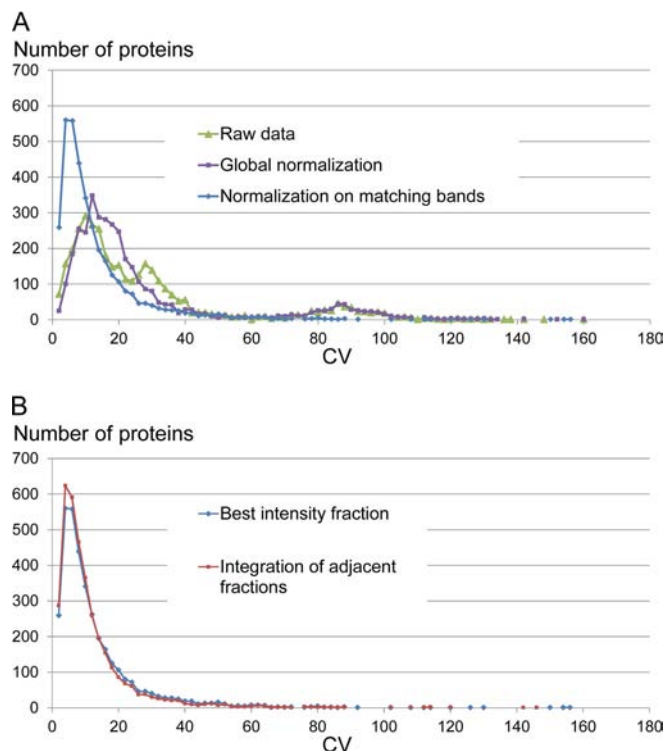 A
Number of proteins
700
600
500
400
300
200
100
0
Raw data
Global normalization
Normalization on matching bands
0 20 40 60 80 100 120 140 160 180
CV
B
Number of proteins
700
600
500
400
300
200
100
0
Best intensity fraction
Integration of adjacent
fractions
0 20 40 60 80 100 120 140 160 180
CV